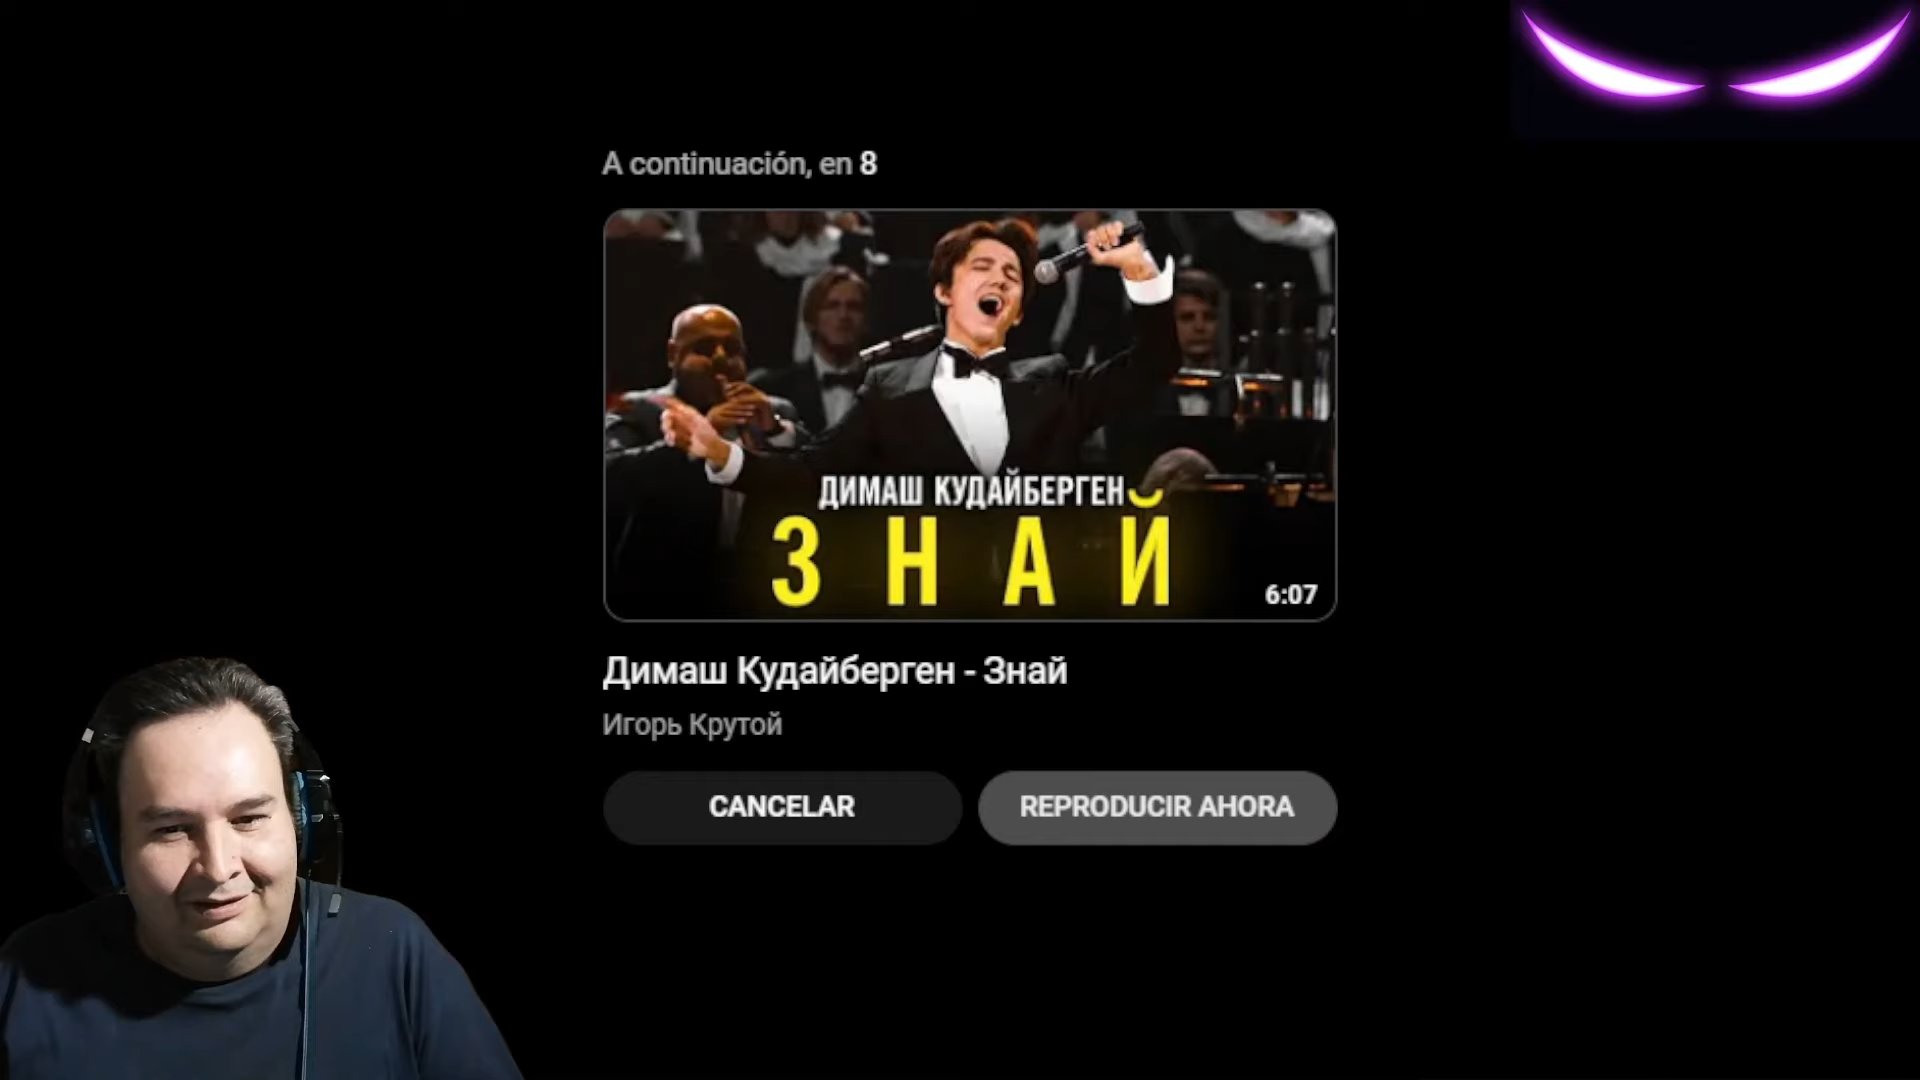 A continuación, en 8
ДИМАШ КУДАЙБЕРГЕН
ЗНАЙ
6:07
Димаш Кудайберген - Знай
Игорь Крутой
CANCELAR
REPRODUCIR AHORA